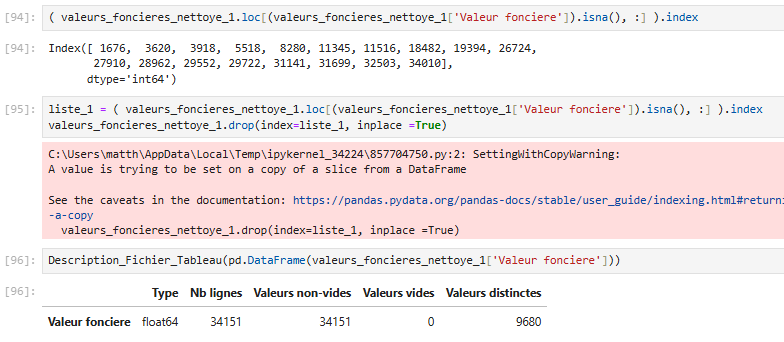 [94]: ( valeurs_foncieres_nettoye_1.loc[(valeurs_foncieres_nettoye_1['Valeur fonciere']).isna(), :] ).index
[94]: Index([ 1676,  3620,  3918,  5518,  8280, 11345, 11516, 18482, 19394, 26724,
       27910, 28962, 29552, 29722, 31141, 31699, 32503, 34010],
      dtype='int64')
[95]: liste_1 = ( valeurs_foncieres_nettoye_1.loc[(valeurs_foncieres_nettoye_1['Valeur fonciere']).isna(), :] ).index
valeurs_foncieres_nettoye_1.drop(index=liste_1, inplace =True)
C:\Users\matth\AppData\Local\Temp\ipykernel_34224\857704750.py:2: SettingWithCopyWarning:
A value is trying to be set on a copy of a slice from a DataFrame
See the caveats in the documentation: https://pandas.pydata.org/pandas-docs/stable/user_guide/indexing.html#returni
-a-copy
  valeurs_foncieres_nettoye_1.drop(index=liste_1, inplace =True)
[96]: Description_Fichier_Tableau(pd.DataFrame(valeurs_foncieres_nettoye_1['Valeur fonciere']))
[96]: Type Nb lignes Valeurs non-vides Valeurs vides Valeurs distinctes
Valeur fonciere float64 34151 34151 0 9680